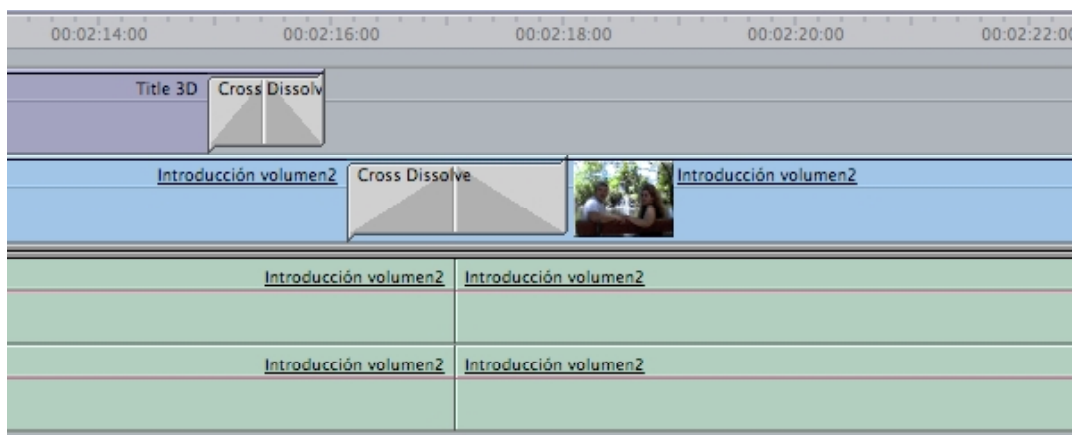 00:02:14:00 00:02:16:00 00:02:18:00 00:02:20:00 00:02:22:00
Title 3D Cross Dissolv
Introducción volumen2 Cross Dissolve Introducción volumen2
Introducción volumen2 Introducción volumen2
Introducción volumen2 Introducción volumen2